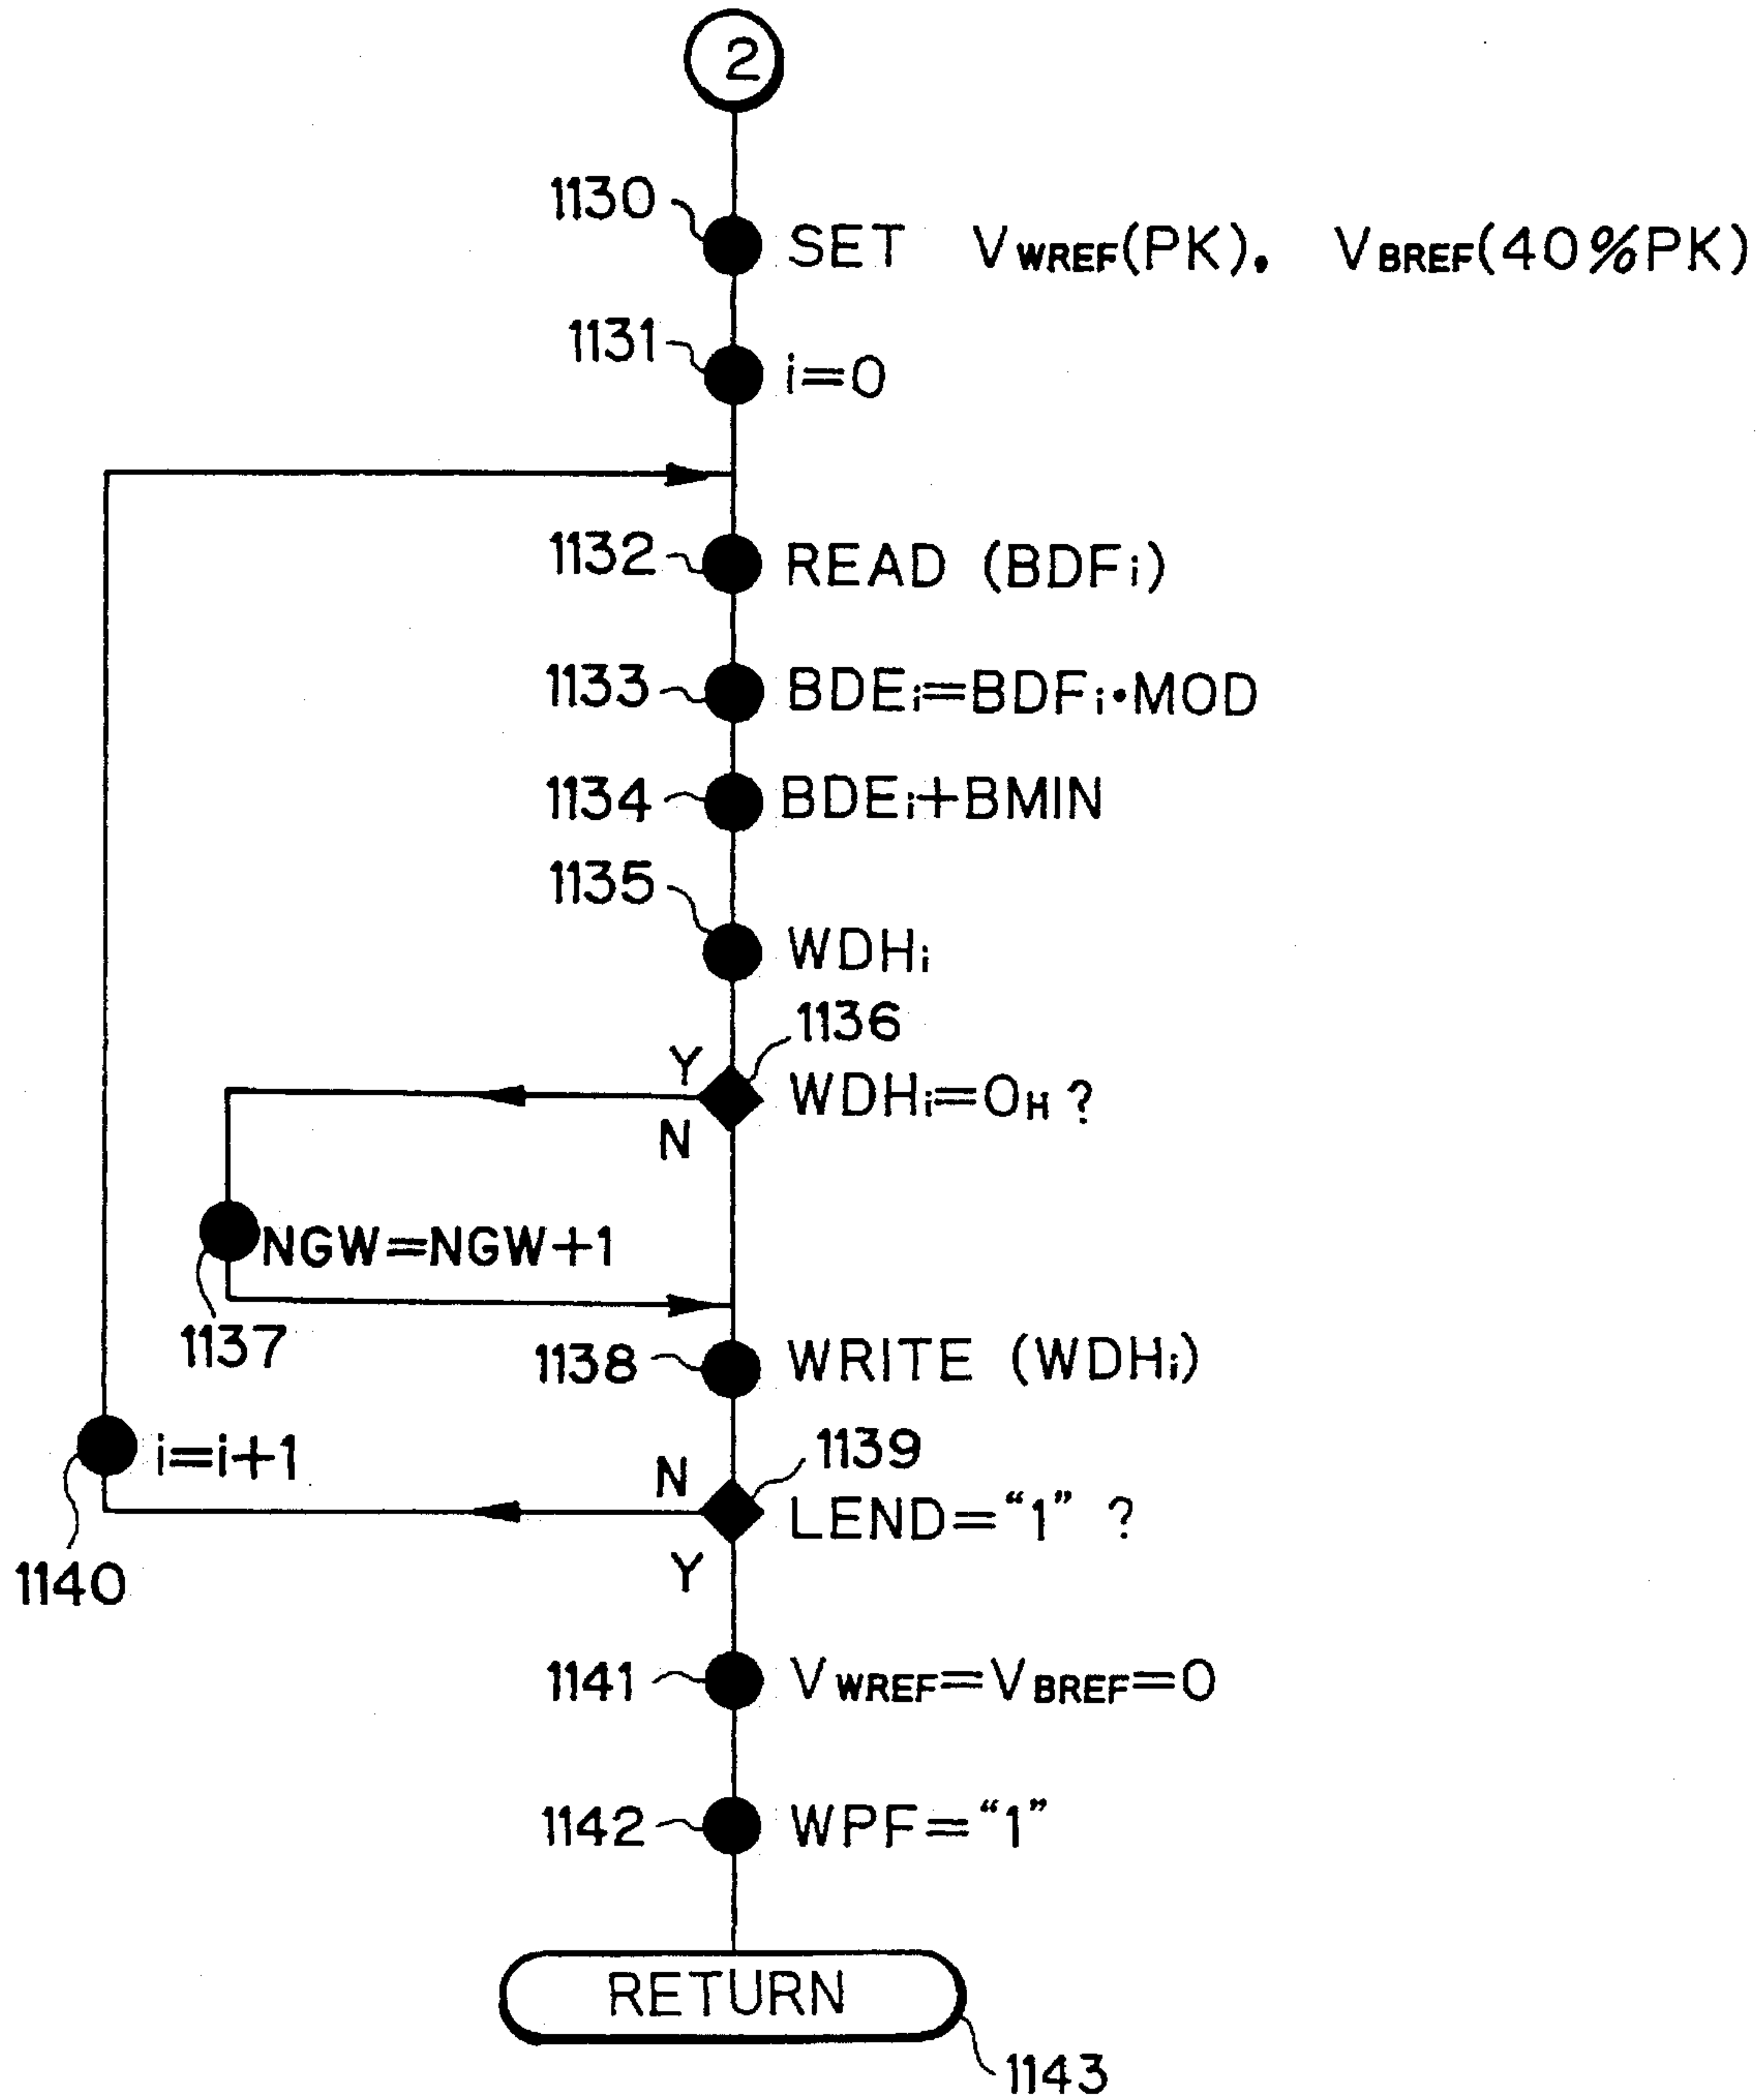 2
1130 SET VWREF(PK). VBREF(40%PK)
1131 i=0
1132 READ (BDFi)
1133 BDEi=BDFi·MOD
1134 BDEi+BMIN
1135 WDHi
1136
Y WDHi=OH ?
N
NGW=NGW+1
1137
1138 WRITE (WDHi)
1139
i=i+1
N LEND=“1” ?
Y
1140
1141 VWREF=VBREF=0
1142 WPF=“1”
RETURN
1143